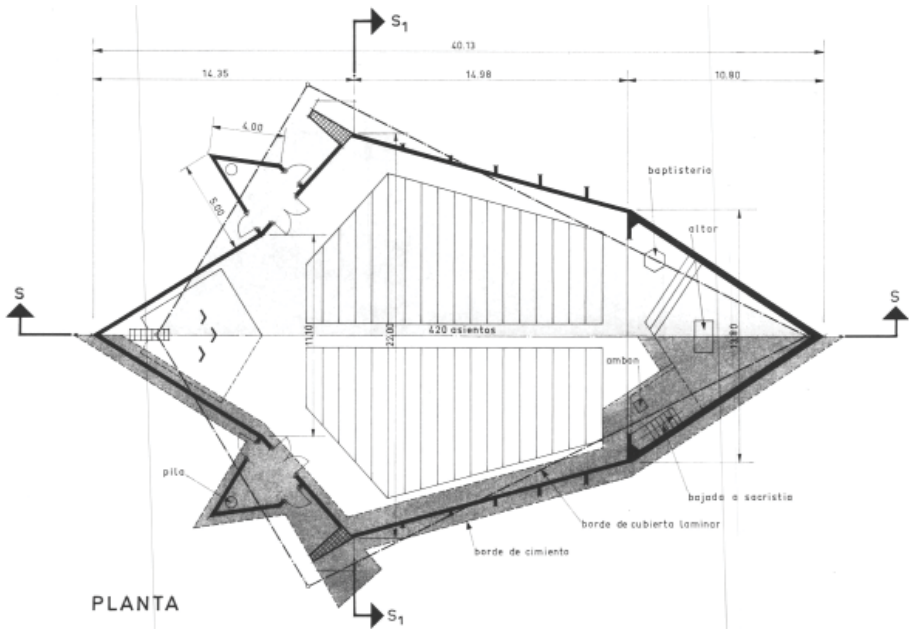 S1
40.13
14.35
14.98
10.80
4.00
5.00
baptisterio
altar
S
S
11,10
22,00
420 asientos
13,80
ambon
pila
bajada a sacristia
borde de cubierta laminar
borde de cimiento
PLANTA
S1